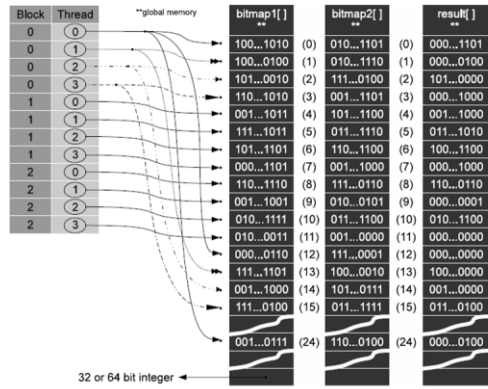 Block Thread **global memory bitmap1[ ] bitmap2[ ] result[ ]
** ** **
0 0 100...1010 (0) 010...1101 (0) 000...1101
0 1 100...0100 (1) 010...1110 (1) 000...0100
0 2 101...0010 (2) 111...0100 (2) 101...0000
0 3 110...1010 (3) 001...1101 (3) 000...1000
1 0 001...1011 (4) 101...1100 (4) 001...1000
1 1 111...1011 (5) 011...1110 (5) 011...1010
1 2 101...1101 (6) 110...1100 (6) 100...1100
1 3 000...1101 (7) 001...1000 (7) 000...1000
2 0 110...1110 (8) 111...0110 (8) 110...0110
2 1 001...1001 (9) 010...0101 (9) 000...0001
2 2 010...1111 (10) 011...1100 (10) 010...1100
2 3 010...0011 (11) 001...0000 (11) 000...0000
000...0110 (12) 111...0001 (12) 000...0000
111...1101 (13) 100...0010 (13) 100...0000
001...1000 (14) 101...0111 (14) 001...0000
111...0100 (15) 011...1111 (15) 011...0100
001...0111 (24) 110...0100 (24) 000...0100
32 or 64 bit integer